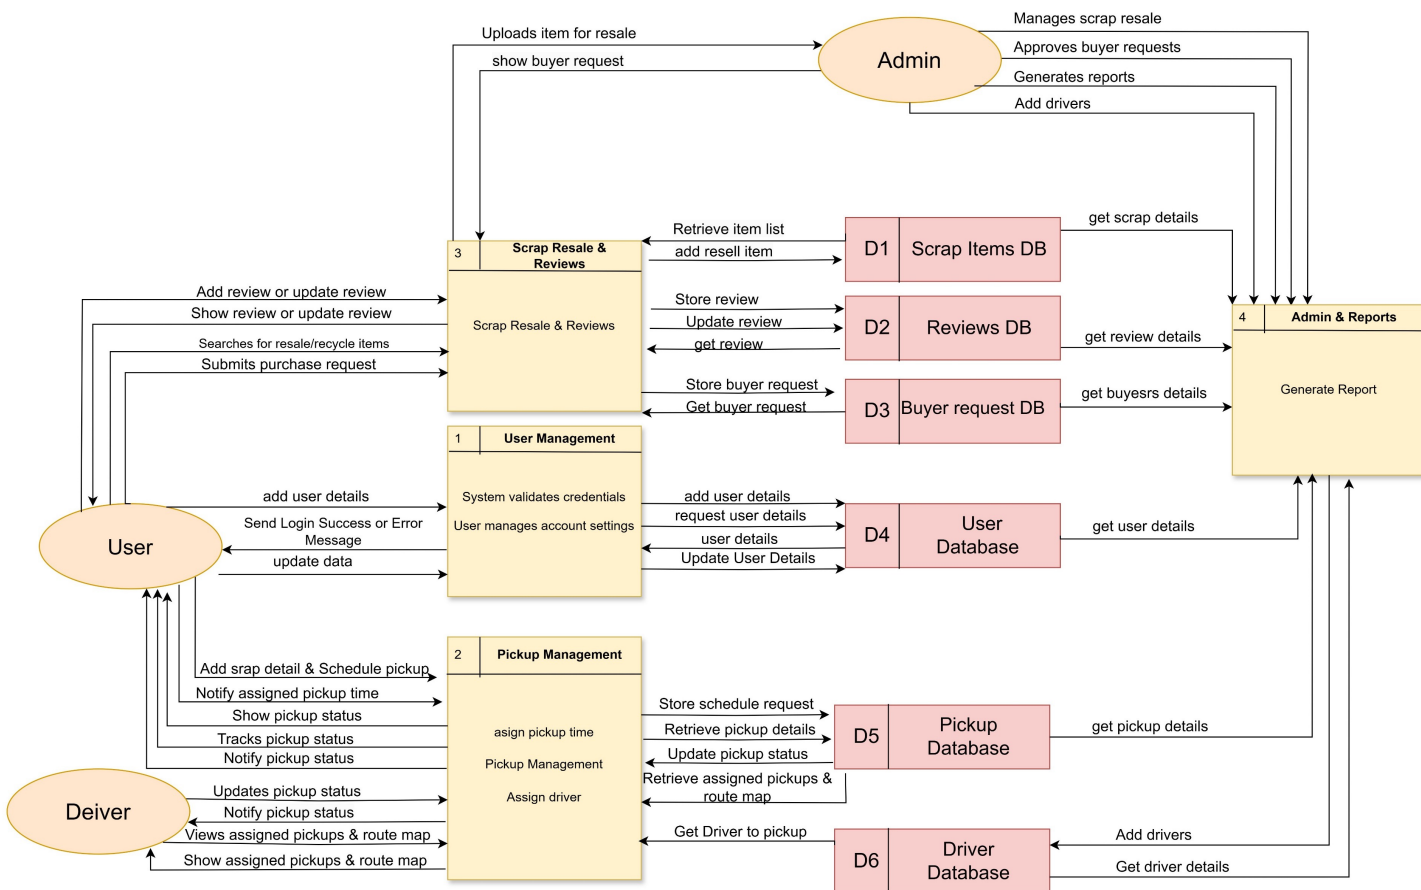 Uploads item for resale
show buyer request
Admin
Manages scrap resale
Approves buyer requests
Generates reports
Add drivers
3
Scrap Resale &
Reviews
Scrap Resale & Reviews
Retrieve item list
add resell item
D1
Scrap Items DB
get scrap details
Add review or update review
Show review or update review
Searches for resale/recycle items
Submits purchase request
Store review
Update review
get review
D2
Reviews DB
get review details
4
Admin & Reports
Generate Report
Store buyer request
Get buyer request
D3
Buyer request DB
get buyesrs details
1
User Management
System validates credentials
User manages account settings
User
add user details
Send Login Success or Error
Message
update data
add user details
request user details
user details
Update User Details
D4
User
Database
get user details
2
Pickup Management
asign pickup time
Pickup Management
Assign driver
Add srap detail & Schedule pickup
Notify assigned pickup time
Show pickup status
Tracks pickup status
Notify pickup status
Store schedule request
Retrieve pickup details
Update pickup status
Retrieve assigned pickups &
route map
D5
Pickup
Database
get pickup details
Deiver
Updates pickup status
Notify pickup status
Views assigned pickups & route map
Show assigned pickups & route map
Get Driver to pickup
D6
Driver
Database
Add drivers
Get driver details